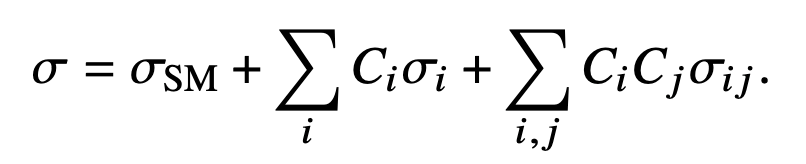 σ = σ_SM + ∑_i C_i σ_i + ∑_{i,j} C_i C_j σ_{ij}.